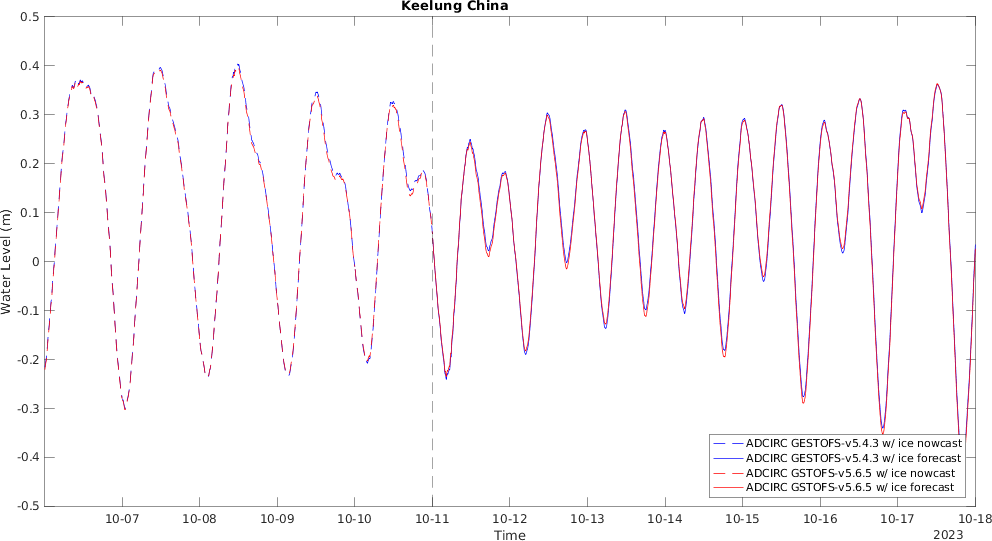 Keelung China
0.5
0.4
0.3
0.2
0.1
0
-0.1
-0.2
-0.3
-0.4
-0.5
Water Level (m)
ADCIRC GESTOFS-v5.4.3 w/ ice nowcast
ADCIRC GESTOFS-v5.4.3 w/ ice forecast
ADCIRC GSTOFS-v5.6.5 w/ ice nowcast
ADCIRC GSTOFS-v5.6.5 w/ ice forecast
10-07 10-08 10-09 10-10 10-11 10-12 10-13 10-14 10-15 10-16 10-17 10-18
Time
2023